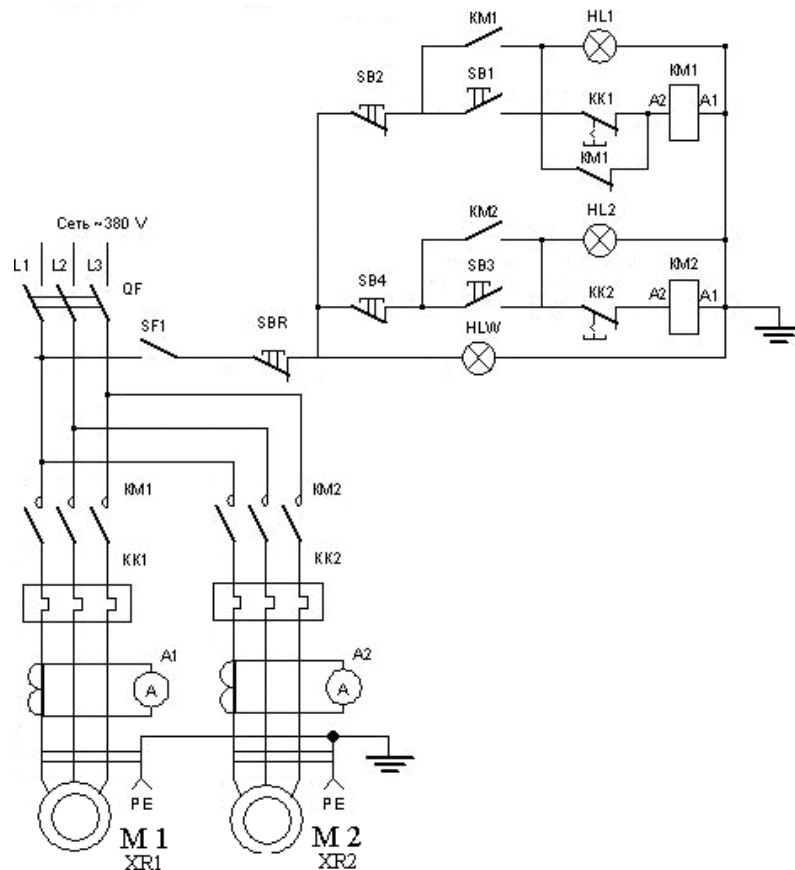 KM1
HL1
SB2
SB1
KM1
KK1
A2
A1
KM1
Сеть ~380 V
KM2
HL2
L1
L2
L3
QF
SB4
SB3
KM2
KK2
A2
A1
SF1
SBR
HLW
KM1
KM2
KK1
KK2
A1
A2
A
A
PE
PE
M 1
M 2
XR1
XR2